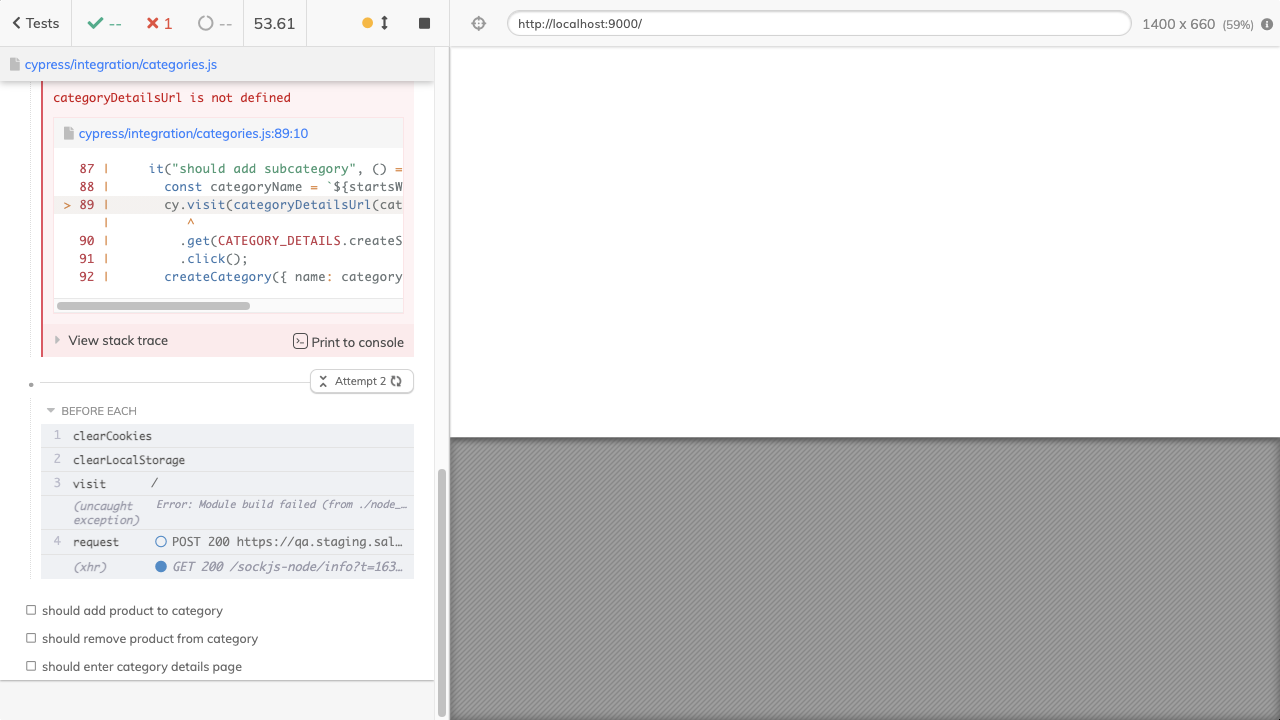 Tests
--
1
--
53.61
http://localhost:9000/
1400 x 660 (59%)
cypress/integration/categories.js
categoryDetailsUrl is not defined
cypress/integration/categories.js:89:10
87 | it("should add subcategory", () =
88 | const categoryName = `${startsW
> 89 | cy.visit(categoryDetailsUrl(cat
| ^
90 | .get(CATEGORY_DETAILS.createS
91 | .click();
92 | createCategory({ name: category
View stack trace
Print to console
Attempt 2
BEFORE EACH
1 clearCookies
2 clearLocalStorage
3 visit /
(uncaught exception) Error: Module build failed (from ./node_…
4 request POST 200 https://qa.staging.sal…
(xhr) GET 200 /sockjs-node/info?t=163…
should add product to category
should remove product from category
should enter category details page